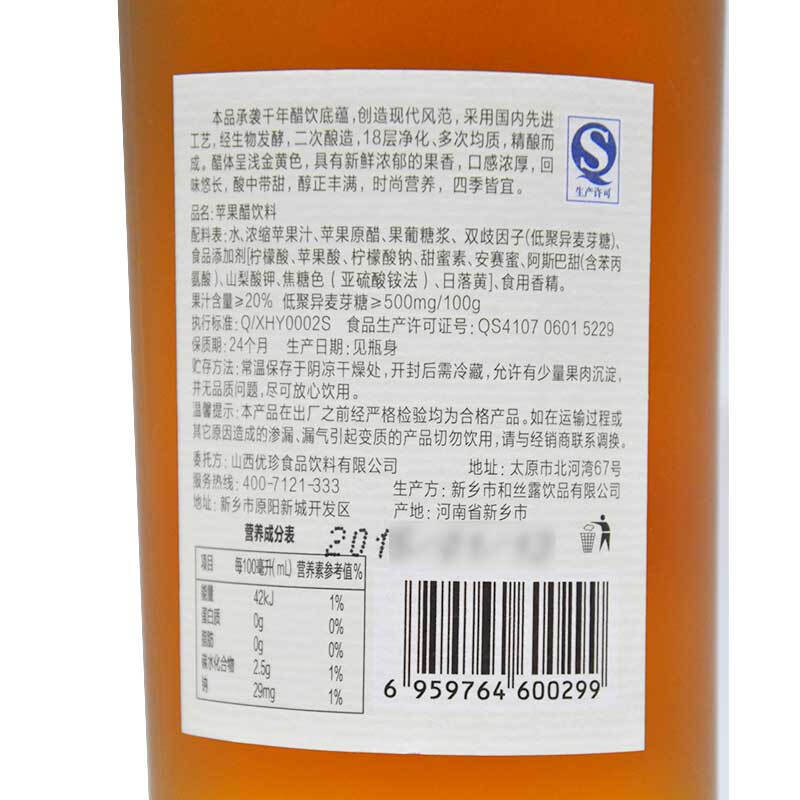 本品承袭千年醋饮底蕴，创造现代风范，采用国内先进
工艺，经生物发酵，二次酿造，18层净化、多次均质，精酿而
成。醋体呈浅金黄色，具有新鲜浓郁的果香，口感浓厚，回
味悠长，酸中带甜，醇正丰满，时尚营养，四季皆宜。
生产许可
品名：苹果醋饮料
配料表：水、浓缩苹果汁、苹果原醋、果葡糖浆、双歧因子(低聚异麦芽糖)、
食品添加剂[柠檬酸、苹果酸、柠檬酸钠、甜蜜素、安赛蜜、阿斯巴甜(含苯丙
氨酸)、山梨酸钾、焦糖色（亚硫酸铵法）、日落黄]、食用香精。
果汁含量≥20% 低聚异麦芽糖≥500mg/100g
执行标准：Q/XHY0002S 食品生产许可证号：QS4107 0601 5229
保质期：24个月 生产日期：见瓶身
贮存方法：常温保存于阴凉干燥处，开封后需冷藏，允许有少量果肉沉淀，
并无品质问题，尽可放心饮用。
温馨提示：本产品在出厂之前经严格检验均为合格产品。如在运输过程或
其它原因造成的渗漏、漏气引起变质的产品切勿饮用，请与经销商联系调换。
委托方：山西优珍食品饮料有限公司 地址：太原市北河湾67号
服务热线：400-7121-333 生产方：新乡市和丝露饮品有限公司
地址：新乡市原阳新城开发区 产地：河南省新乡市
营养成分表
201
项目 每100毫升(mL) 营养素参考值%
能量 42kJ 1%
蛋白质 0g 0%
脂肪 0g 0%
碳水化合物 2.5g 1%
钠 29mg 1%
6 959764 600299